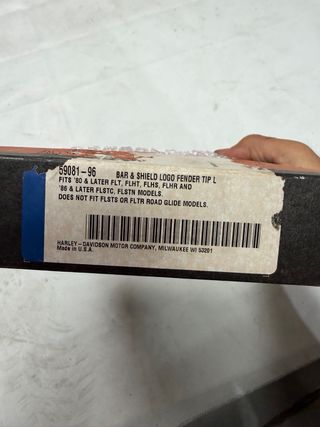 59081-96 BAR & SHIELD LOGO FENDER TIP L
FITS '80 & LATER FLT, FLHT, FLHS, FLHR AND
'86 & LATER FLSTC, FLSTN MODELS.
DOES NOT FIT FLSTS OR FLTR ROAD GLIDE MODELS.
HARLEY-DAVIDSON MOTOR COMPANY, MILWAUKEE WI 53201
Made in U.S.A.